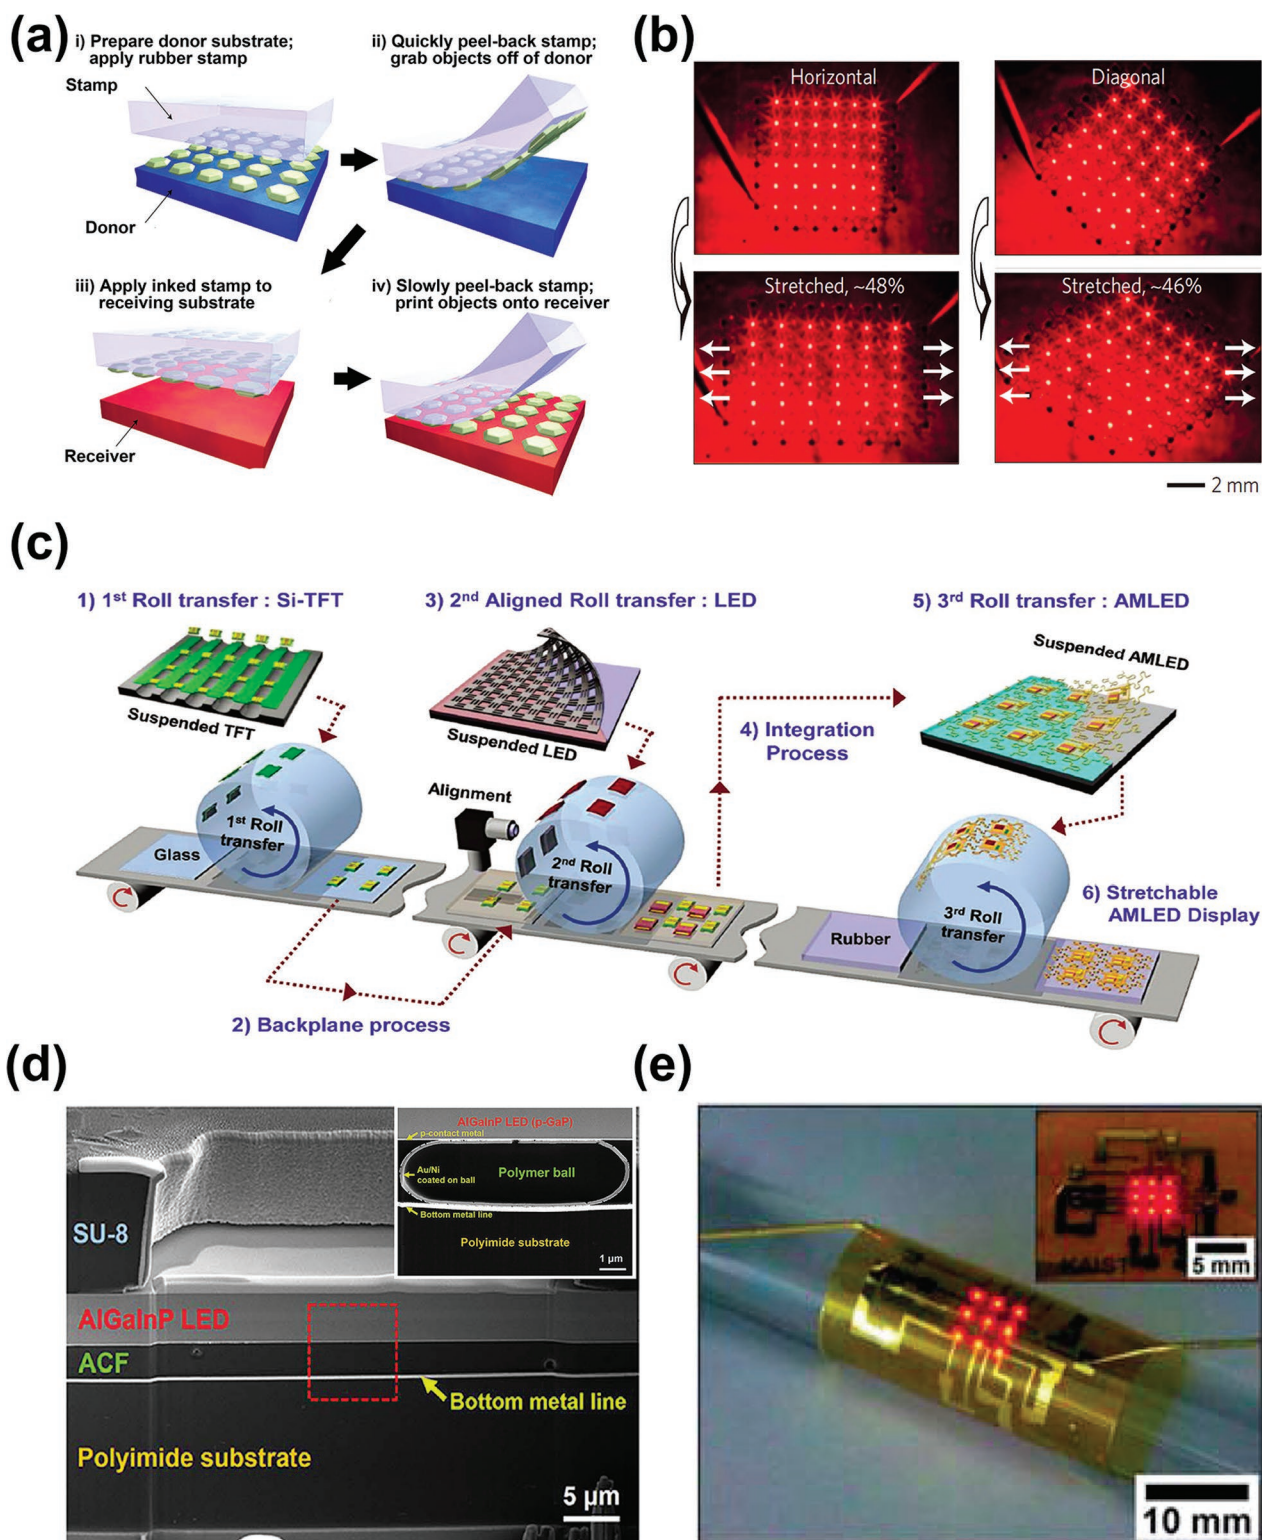 (a)
i) Prepare donor substrate;
apply rubber stamp
Stamp
Donor
ii) Quickly peel-back stamp;
grab objects off of donor
iii) Apply inked stamp to
receiving substrate
Receiver
iv) Slowly peel-back stamp;
print objects onto receiver
(b)
Horizontal
Diagonal
Stretched, ~48%
Stretched, ~46%
2 mm
(c)
1) 1st Roll transfer : Si-TFT
Suspended TFT
Glass
1st Roll
transfer
2) Backplane process
3) 2nd Aligned Roll transfer : LED
Suspended LED
Alignment
2nd Roll
transfer
4) Integration
Process
5) 3rd Roll transfer : AMLED
Suspended AMLED
Rubber
3rd Roll
transfer
6) Stretchable
AMLED Display
(d)
SU-8
AlGaInP LED
ACF
Bottom metal line
Polyimide substrate
5 µm
AlGaInP LED (p-GaP)
p-contact metal
Au/Ni
coated on ball
Polymer ball
Bottom metal line
Polyimide substrate
1 µm
(e)
KAIST
5 mm
10 mm